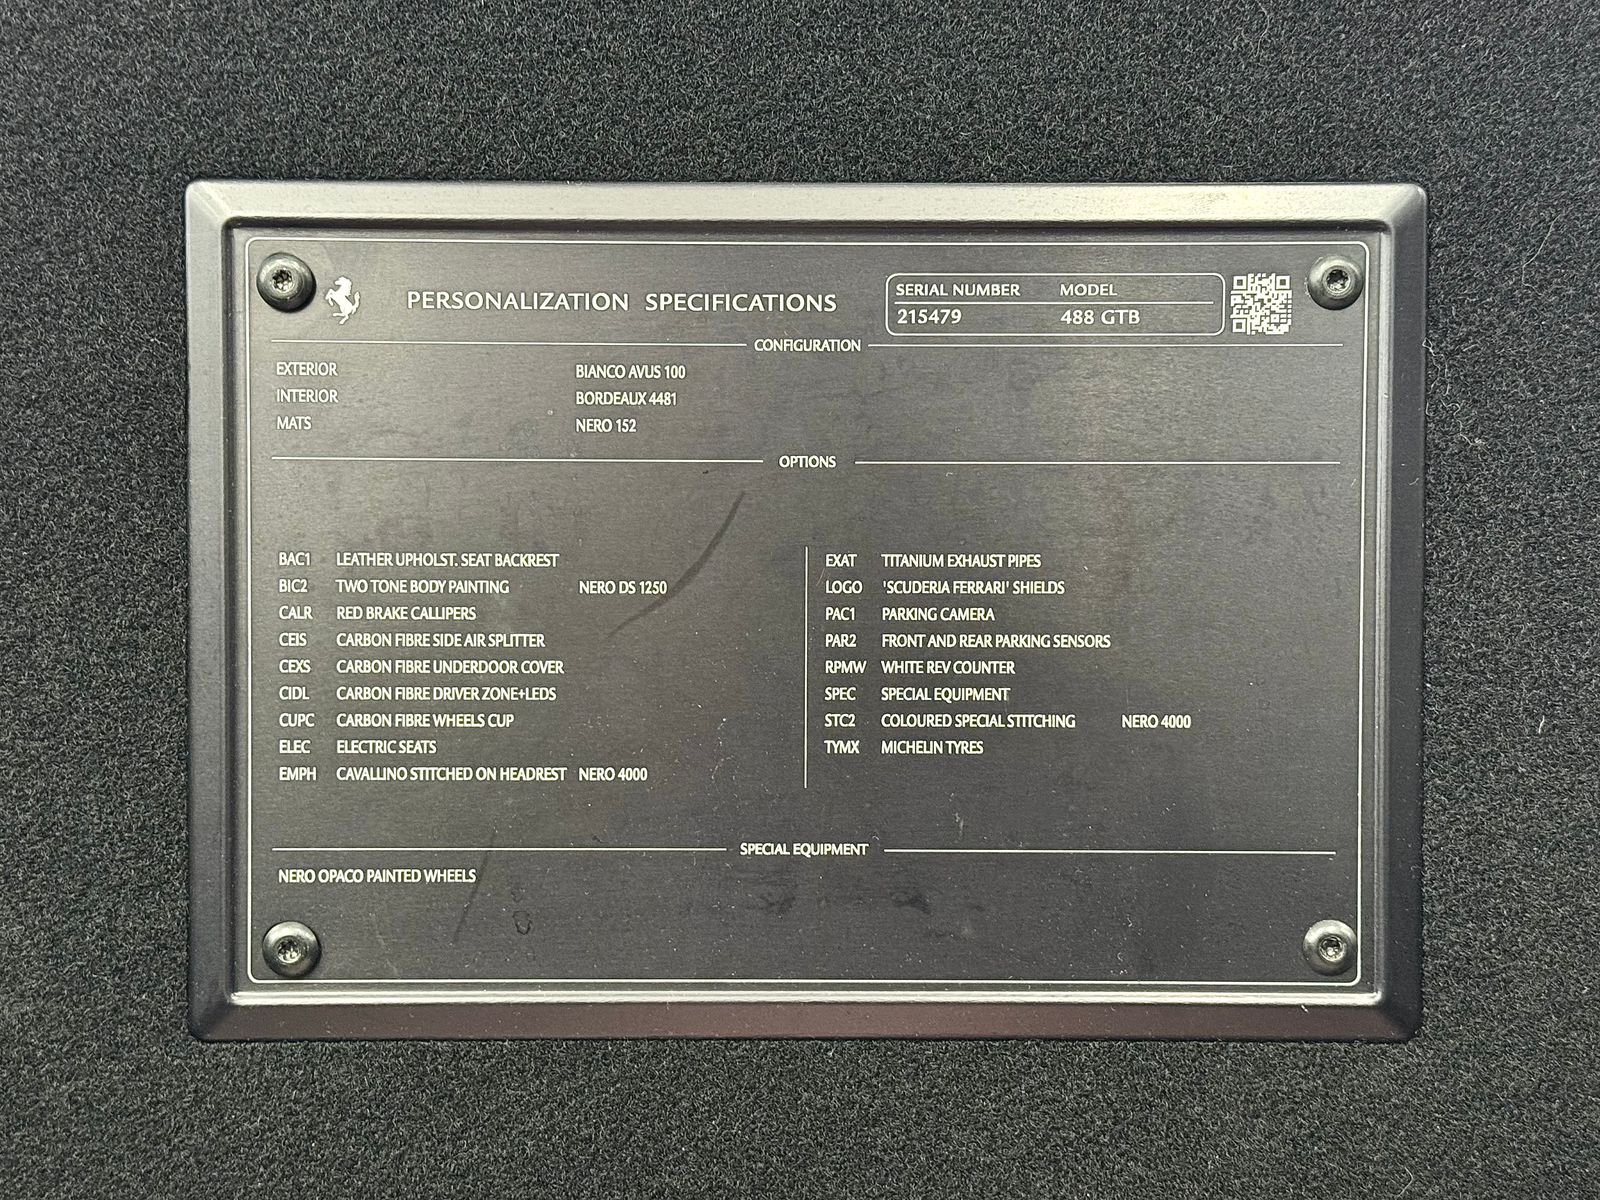 PERSONALIZATION SPECIFICATIONS
SERIAL NUMBER MODEL
215479 488 GTB
CONFIGURATION
EXTERIOR BIANCO AVUS 100
INTERIOR BORDEAUX 4481
MATS NERO 152
OPTIONS
BAC1 LEATHER UPHOLST. SEAT BACKREST
BIC2 TWO TONE BODY PAINTING NERO DS 1250
CALR RED BRAKE CALLIPERS
CEIS CARBON FIBRE SIDE AIR SPLITTER
CEXS CARBON FIBRE UNDERDOOR COVER
CIDL CARBON FIBRE DRIVER ZONE+LEDS
CUPC CARBON FIBRE WHEELS CUP
ELEC ELECTRIC SEATS
EMPH CAVALLINO STITCHED ON HEADREST NERO 4000
EXAT TITANIUM EXHAUST PIPES
LOGO 'SCUDERIA FERRARI' SHIELDS
PAC1 PARKING CAMERA
PAR2 FRONT AND REAR PARKING SENSORS
RPMW WHITE REV COUNTER
SPEC SPECIAL EQUIPMENT
STC2 COLOURED SPECIAL STITCHING NERO 4000
TYMX MICHELIN TYRES
SPECIAL EQUIPMENT
NERO OPACO PAINTED WHEELS